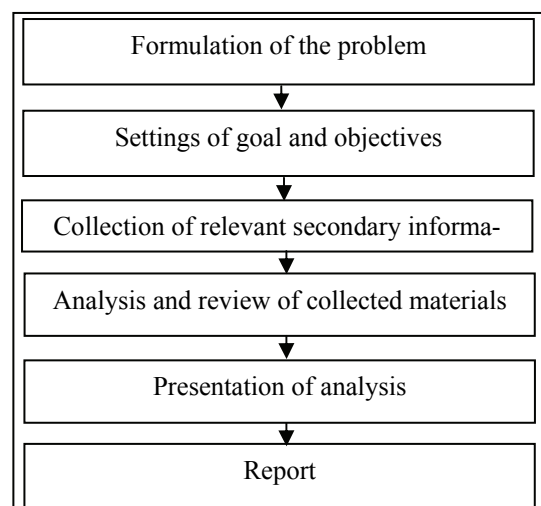 Formulation of the problem
Settings of goal and objectives
Collection of relevant secondary informa-
Analysis and review of collected materials
Presentation of analysis
Report